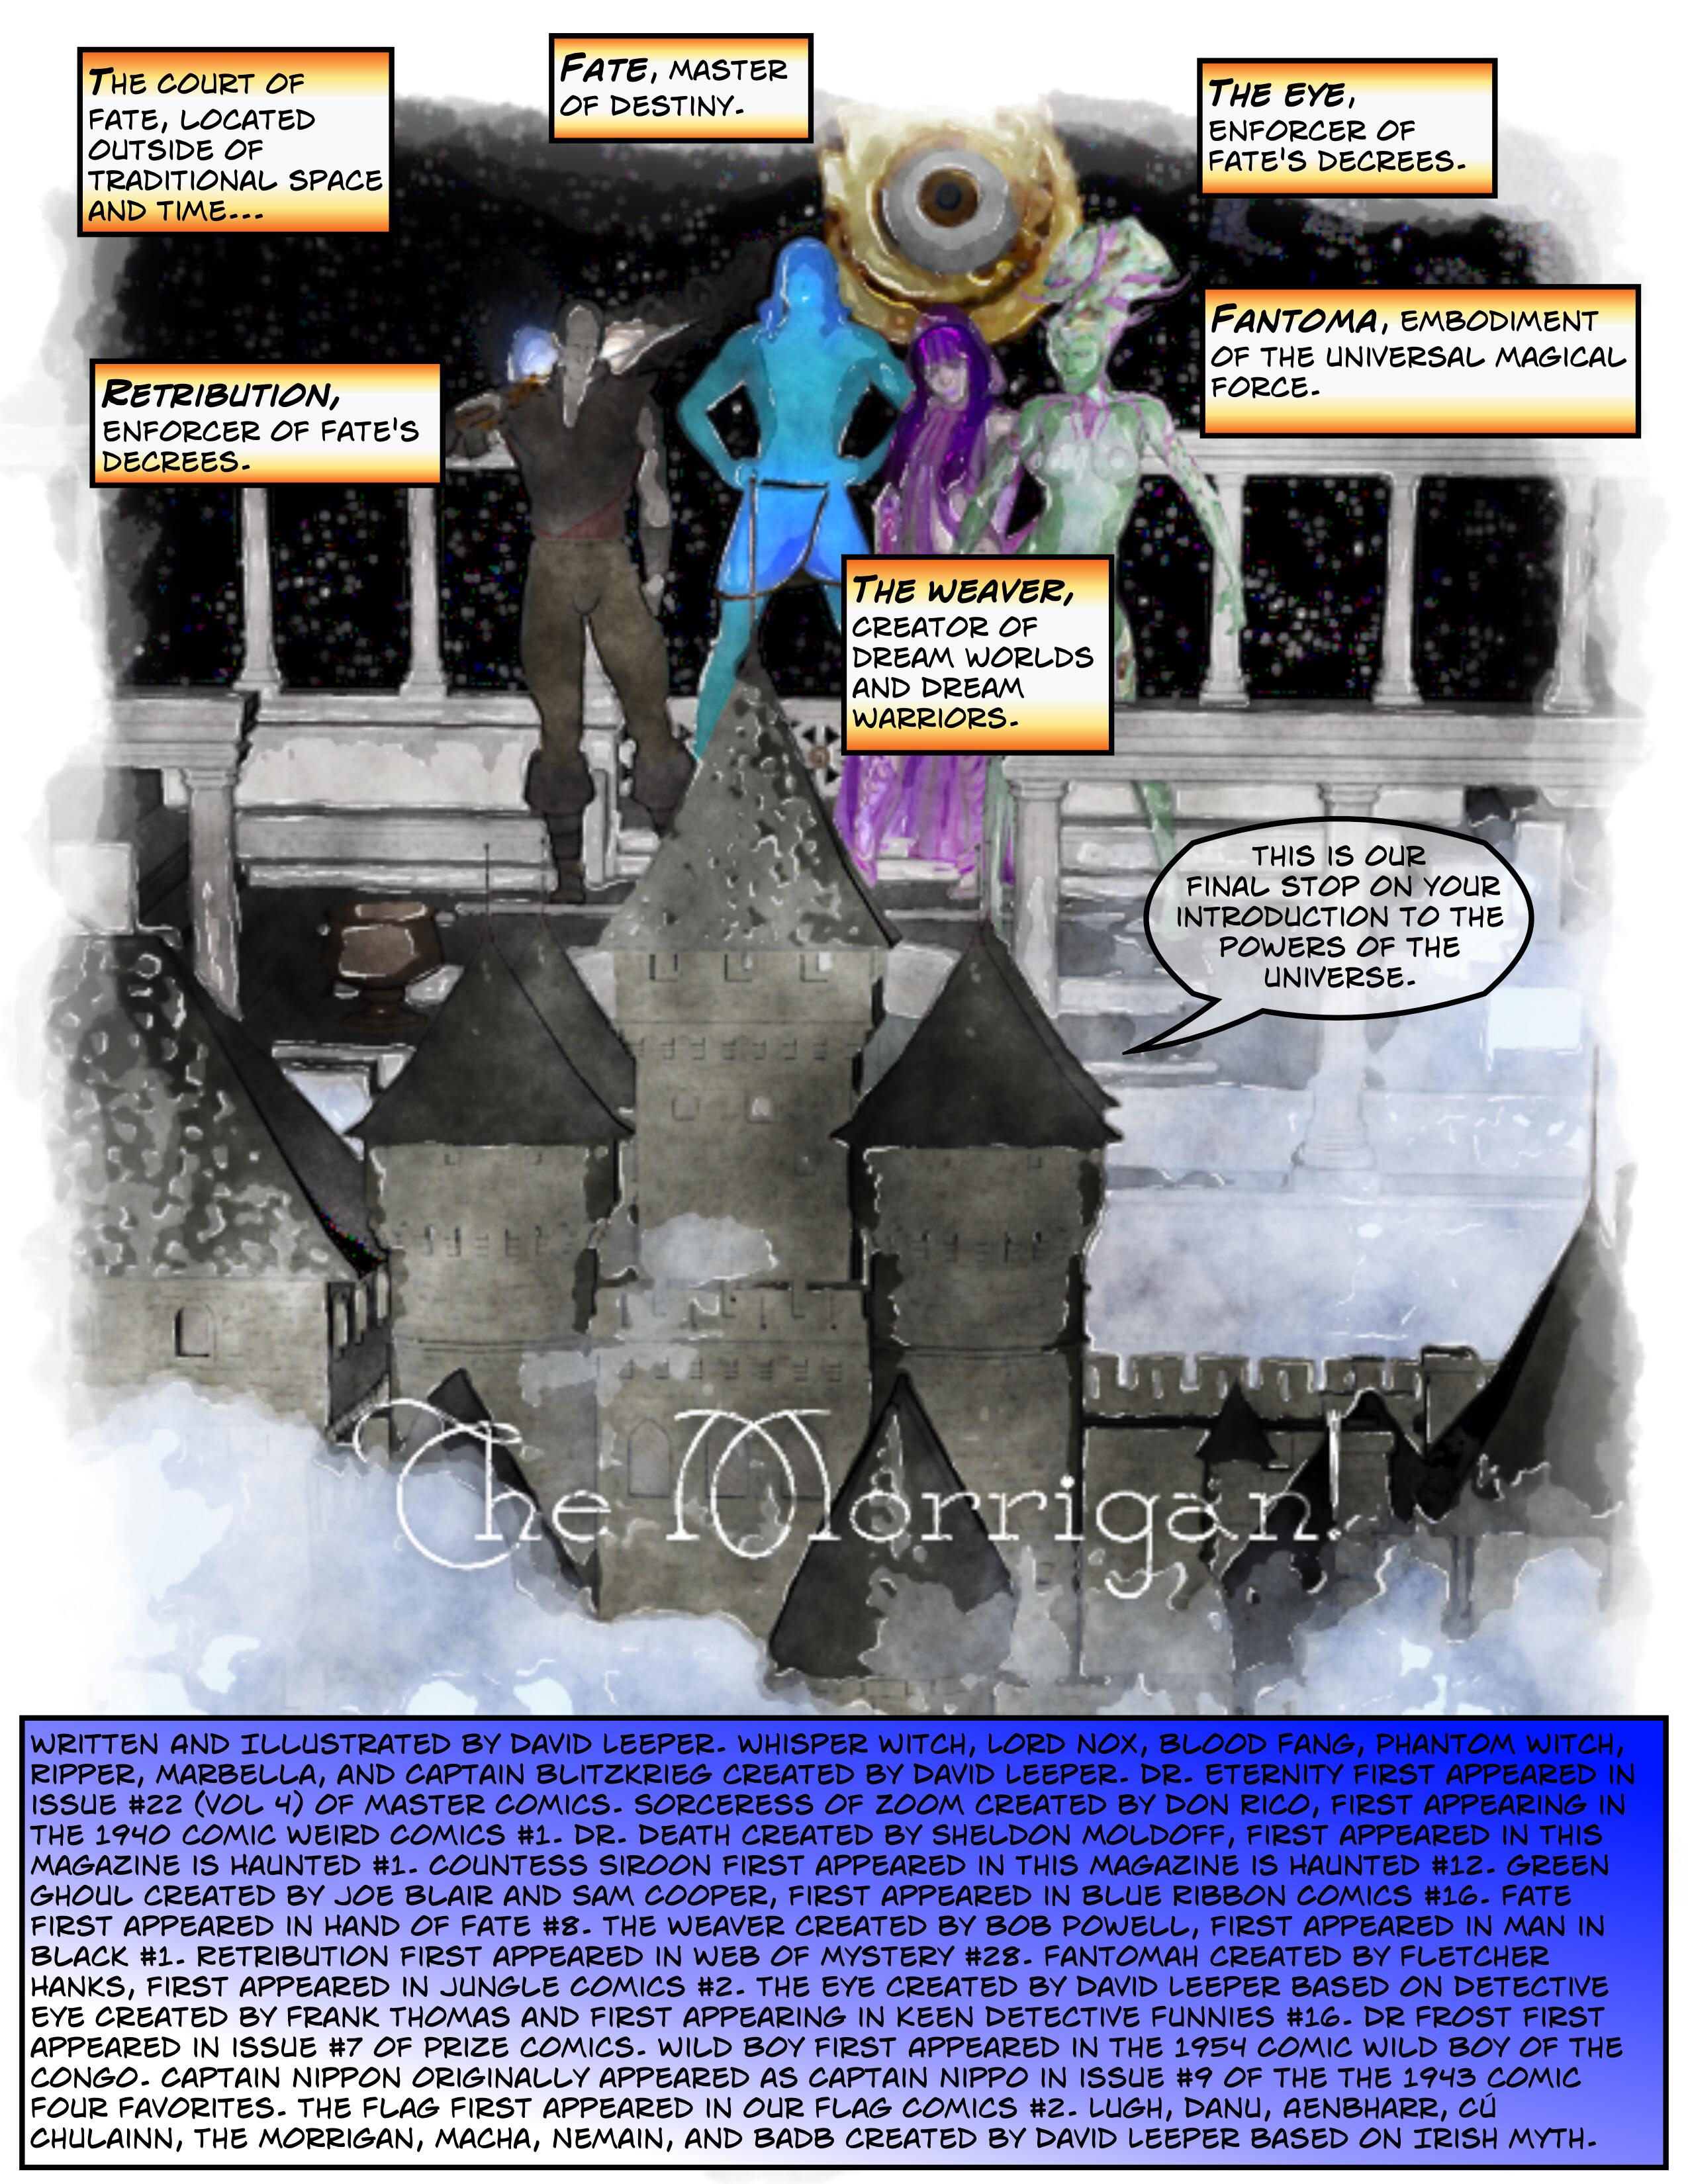 THE COURT OF
FATE, LOCATED
OUTSIDE OF
TRADITIONAL SPACE
AND TIME...
FATE, MASTER
OF DESTINY.
THE EYE,
ENFORCER OF
FATE'S DECREES.
RETRIBUTION,
ENFORCER OF FATE'S
DECREES.
FANTOMA, EMBODIMENT
OF THE UNIVERSAL MAGICAL
FORCE.
THE WEAVER,
CREATOR OF
DREAM WORLDS
AND DREAM
WARRIORS.
THIS IS OUR
FINAL STOP ON YOUR
INTRODUCTION TO THE
POWERS OF THE
UNIVERSE.
The Morrigan!
WRITTEN AND ILLUSTRATED BY DAVID LEEPER. WHISPER WITCH, LORD NOX, BLOOD FANG, PHANTOM WITCH,
RIPPER, MARBELLA, AND CAPTAIN BLITZKRIEG CREATED BY DAVID LEEPER. DR. ETERNITY FIRST APPEARED IN
ISSUE #22 (VOL 4) OF MASTER COMICS. SORCERESS OF ZOOM CREATED BY DON RICO, FIRST APPEARING IN
THE 1940 COMIC WEIRD COMICS #1. DR. DEATH CREATED BY SHELDON MOLDOFF, FIRST APPEARED IN THIS
MAGAZINE IS HAUNTED #1. COUNTESS SIROON FIRST APPEARED IN THIS MAGAZINE IS HAUNTED #12. GREEN
GHOUL CREATED BY JOE BLAIR AND SAM COOPER, FIRST APPEARED IN BLUE RIBBON COMICS #16. FATE
FIRST APPEARED IN HAND OF FATE #8. THE WEAVER CREATED BY BOB POWELL, FIRST APPEARED IN MAN IN
BLACK #1. RETRIBUTION FIRST APPEARED IN WEB OF MYSTERY #28. FANTOMAH CREATED BY FLETCHER
HANKS, FIRST APPEARED IN JUNGLE COMICS #2. THE EYE CREATED BY DAVID LEEPER BASED ON DETECTIVE
EYE CREATED BY FRANK THOMAS AND FIRST APPEARING IN KEEN DETECTIVE FUNNIES #16. DR FROST FIRST
APPEARED IN ISSUE #7 OF PRIZE COMICS. WILD BOY FIRST APPEARED IN THE 1954 COMIC WILD BOY OF THE
CONGO. CAPTAIN NIPPON ORIGINALLY APPEARED AS CAPTAIN NIPPO IN ISSUE #9 OF THE THE 1943 COMIC
FOUR FAVORITES. THE FLAG FIRST APPEARED IN OUR FLAG COMICS #2. LUGH, DANU, AENBHARR, CÚ
CHULAINN, THE MORRIGAN, MACHA, NEMAIN, AND BADB CREATED BY DAVID LEEPER BASED ON IRISH MYTH.